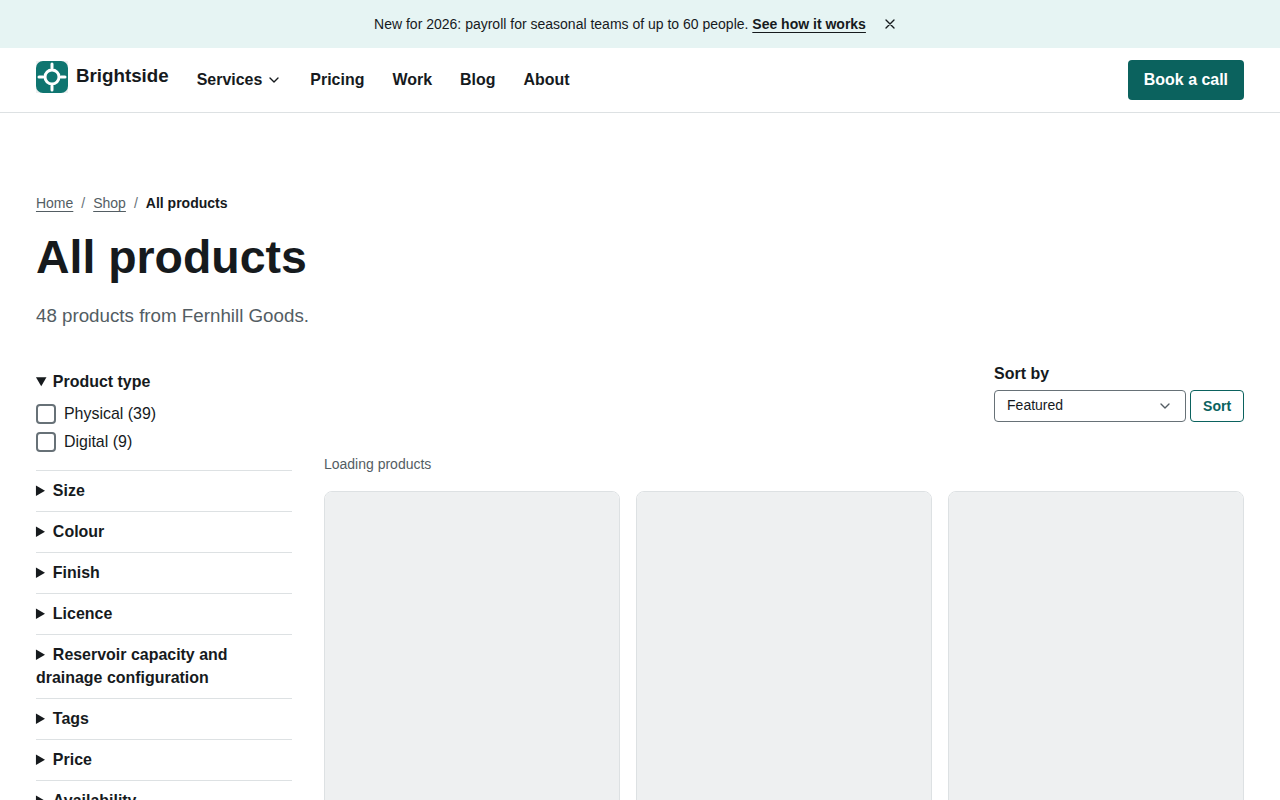 New for 2026: payroll for seasonal teams of up to 60 people. See how it works
Brightside
Services
Pricing
Work
Blog
About
Book a call
Home / Shop / All products
All products
48 products from Fernhill Goods.
Product type
Physical (39)
Digital (9)
Size
Colour
Finish
Licence
Reservoir capacity and
drainage configuration
Tags
Price
Availability
Sort by
Featured
Sort
Loading products